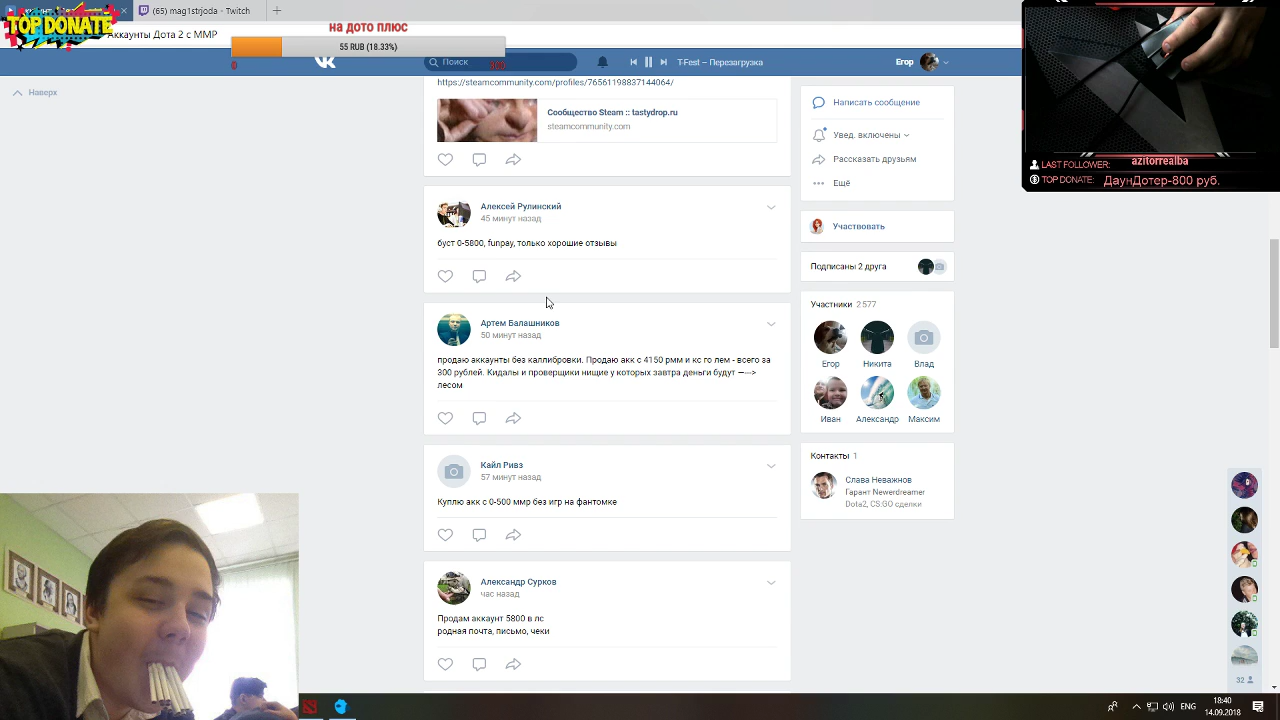 mag1strjoda - Twitch
TOP DONATE
Аккаунты Дота 2 с MMP
на дото плюс
55 RUB (18.33%)
0
300
Поиск
T-Fest – Перезагрузка
Егор
Наверх
https://steamcommunity.com/profiles/76561198837144064/
Сообщество Steam :: tastydrop.ru
steamcommunity.com
Алексей Рулинский
45 минут назад
буст 0-5800, funpay, только хорошие отзывы
Артем Балашников
50 минут назад
продаю аккаунты без каллибровки. Продаю акк с 4150 рмм и кс го лем - всего за
300 рублей. Кидалы и проверщики нищие у которых завтра деньги будут —--->
лесом
Кайл Ривз
57 минут назад
Куплю акк с 0-500 ммр без игр на фантомке
Александр Сурков
час назад
Продам аккаунт 5800 в лс
родная почта, письмо, чеки
Написать сообщение
Увед. включены
Рассказать друзьям
Ещё
Участвовать
Подписаны 2 друга
Участники 2 577
Егор
Никита
Влад
Иван
Александр
Максим
Контакты 1
Слава Неважнов
Гарант Newerdreamer
Dota2, CS:GO сделки
LAST FOLLOWER: azitorrealba
TOP DONATE: ДаунДотер-800 руб.
32
ENG
18:40
14.09.2018